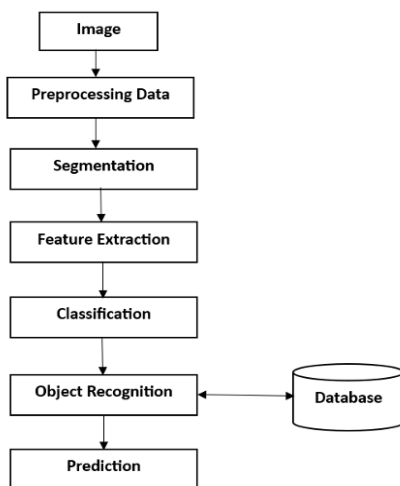 Image
Preprocessing Data
Segmentation
Feature Extraction
Classification
Object Recognition
Database
Prediction